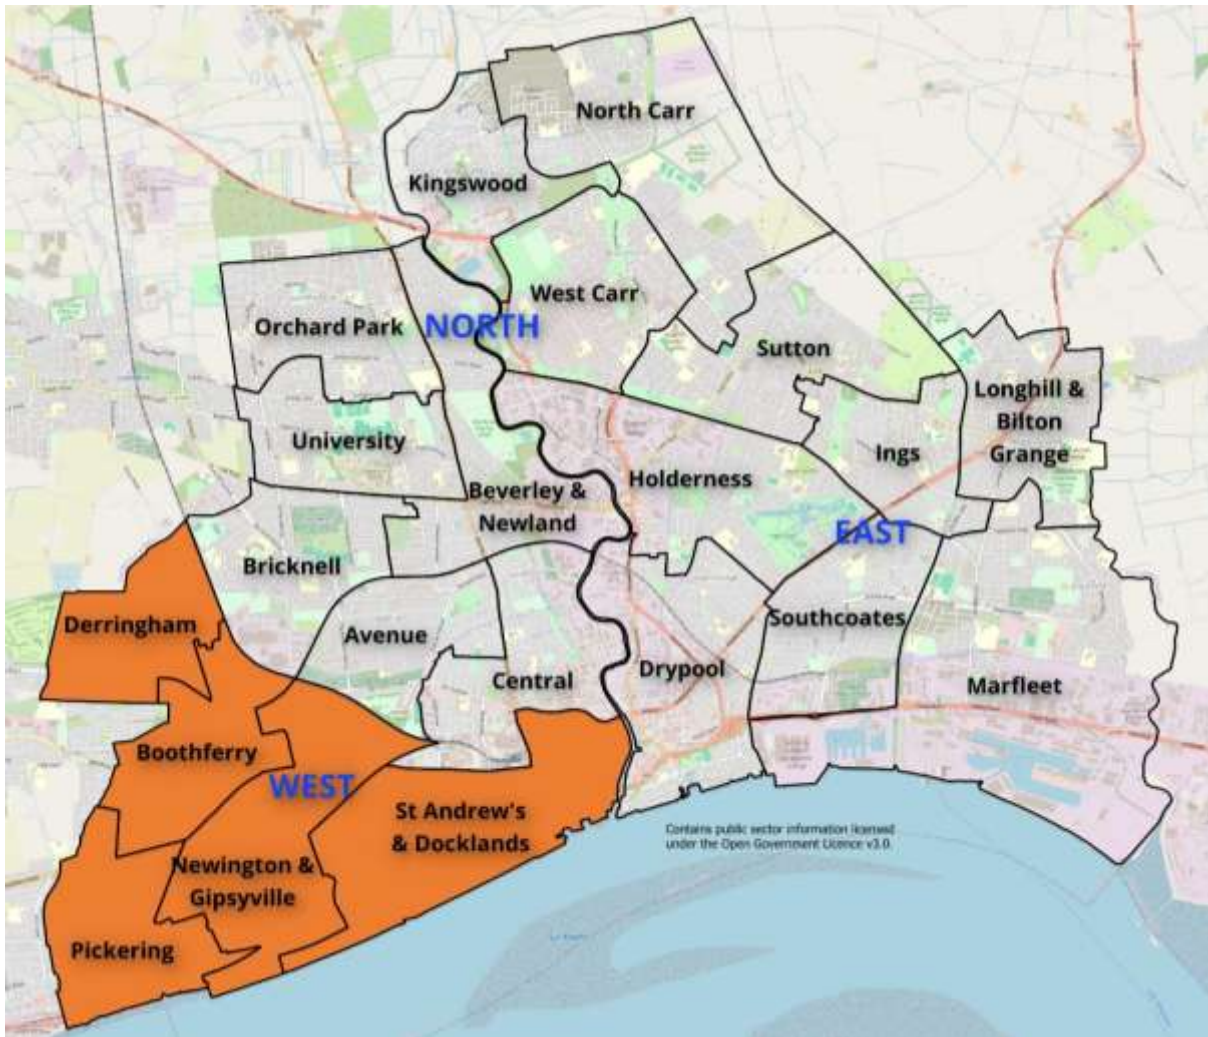 North Carr
Kingswood
West Carr
Orchard Park
NORTH
Sutton
Longhill &
Bilton
Grange
University
Ings
Holderness
Beverley &
Newland
EAST
Bricknell
Derringham
Avenue
Southcoates
Central
Drypool
Marfleet
Boothferry
WEST
St Andrew's
& Docklands
Contains public sector information licensed
under the Open Government Licence v3.0.
Newington &
Gipsyville
Pickering